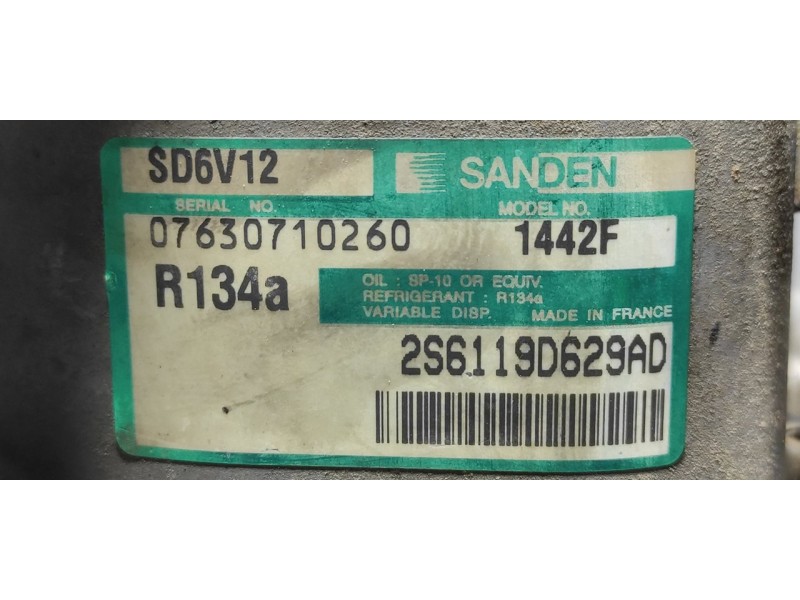 SD6V12 SANDEN
SERIAL NO. MODEL NO.
07630710260 1442F
R134a
OIL : SP-10 OR EQUIV.
REFRIGERANT : R134a
VARIABLE DISP. MADE IN FRANCE
2S6119D629AD